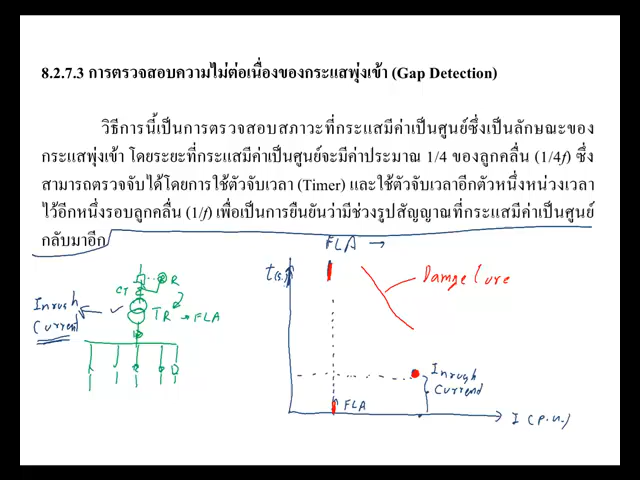 8.2.7.3 การตรวจสอบความไม่ต่อเนื่องของกระแสพุ่งเข้า (Gap Detection)
วิธีการนี้เป็นการตรวจสอบสภาวะที่กระแสมีค่าเป็นศูนย์ซึ่งเป็นลักษณะของ
กระแสพุ่งเข้า โดยระยะที่กระแสมีค่าเป็นศูนย์จะมีค่าประมาณ 1/4 ของลูกคลื่น (1/4f) ซึ่ง
สามารถตรวจจับได้โดยการใช้ตัวจับเวลา (Timer) และใช้ตัวจับเวลาอีกตัวหนึ่งหน่วงเวลา
ไว้อีกหนึ่งรอบลูกคลื่น (1/f) เพื่อเป็นการยืนยันว่ามีช่วงรูปสัญญาณที่กระแสมีค่าเป็นศูนย์
กลับมาอีก
FLA →
t(s.)
Damge Curve
R
CT
Inrush
Current
TR → FLA
Inrush
Current
FLA
I (P.U.)